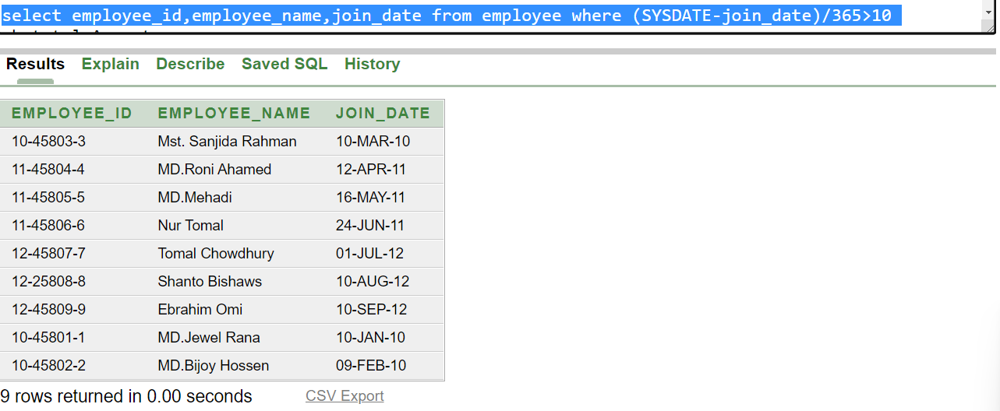 select employee_id,employee_name,join_date from employee where (SYSDATE-join_date)/365>10
Results Explain Describe Saved SQL History
EMPLOYEE_ID EMPLOYEE_NAME JOIN_DATE
10-45803-3 Mst. Sanjida Rahman 10-MAR-10
11-45804-4 MD.Roni Ahamed 12-APR-11
11-45805-5 MD.Mehadi 16-MAY-11
11-45806-6 Nur Tomal 24-JUN-11
12-45807-7 Tomal Chowdhury 01-JUL-12
12-25808-8 Shanto Bishaws 10-AUG-12
12-45809-9 Ebrahim Omi 10-SEP-12
10-45801-1 MD.Jewel Rana 10-JAN-10
10-45802-2 MD.Bijoy Hossen 09-FEB-10
9 rows returned in 0.00 seconds CSV Export